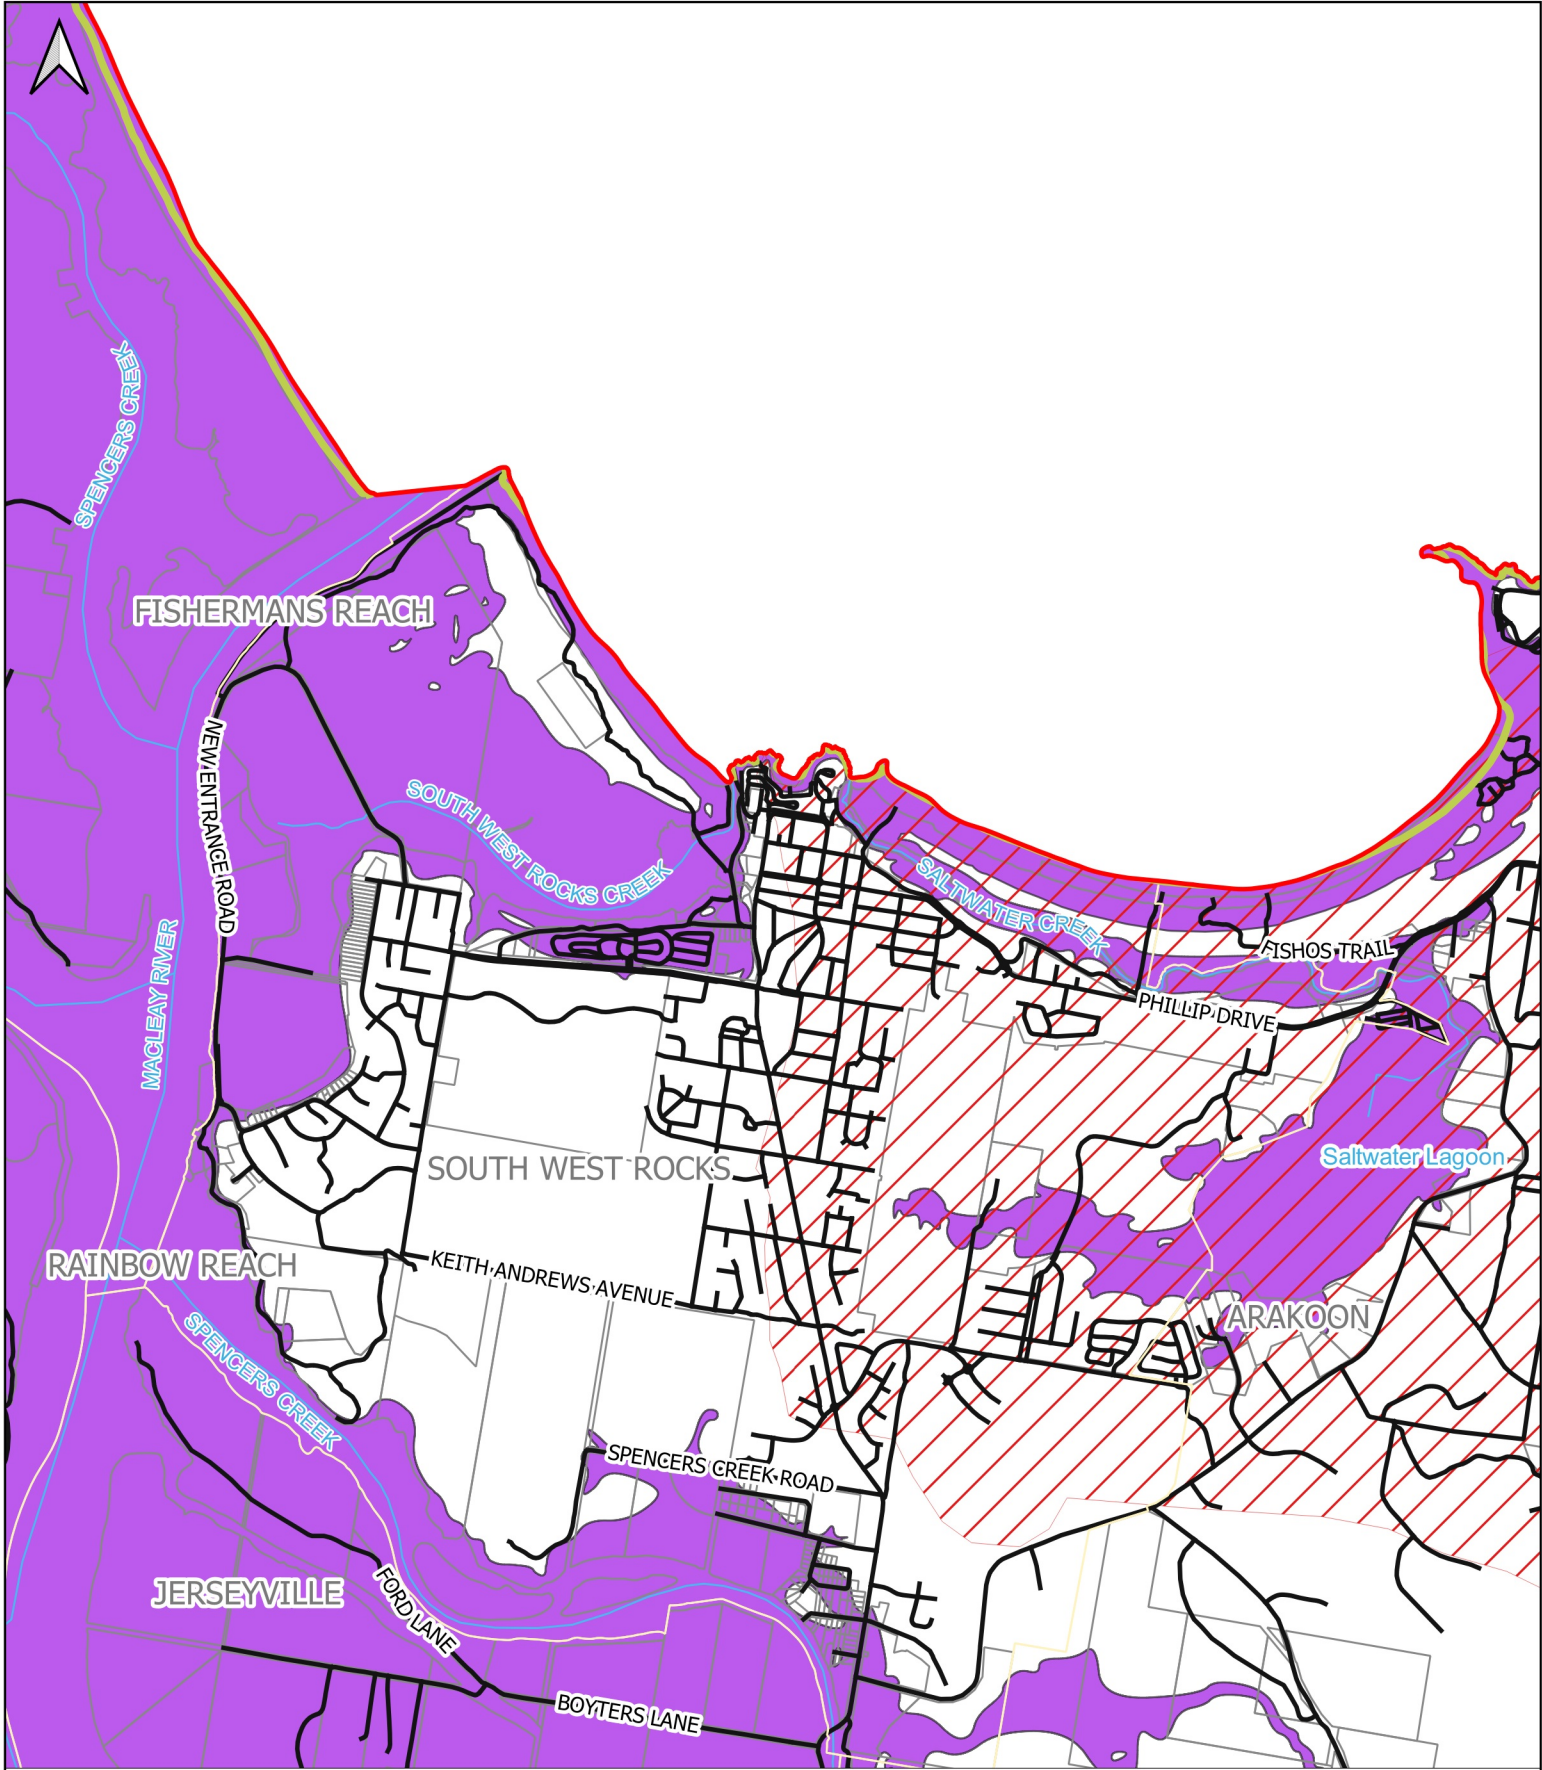 SPENCERS CREEK
FISHERMANS REACH
NEW ENTRANCE ROAD
SOUTH WEST ROCKS CREEK
SALTWATER CREEK
FISHOS TRAIL
PHILLIP DRIVE
MACLEAY RIVER
SOUTH WEST ROCKS
Saltwater Lagoon
RAINBOW REACH
KEITH ANDREWS AVENUE
ARAKOON
SPENCERS CREEK
SPENCERS CREEK ROAD
JERSEYVILLE
FORD LANE
BOYTERS LANE